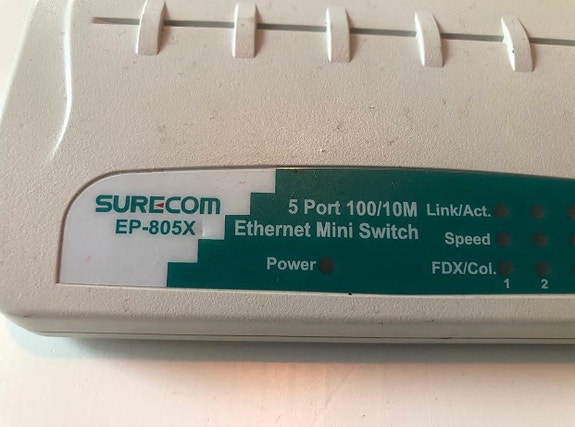 SURECOM
EP-805X
5 Port 100/10M
Ethernet Mini Switch
Power
Link/Act.
Speed
FDX/Col.
1 2